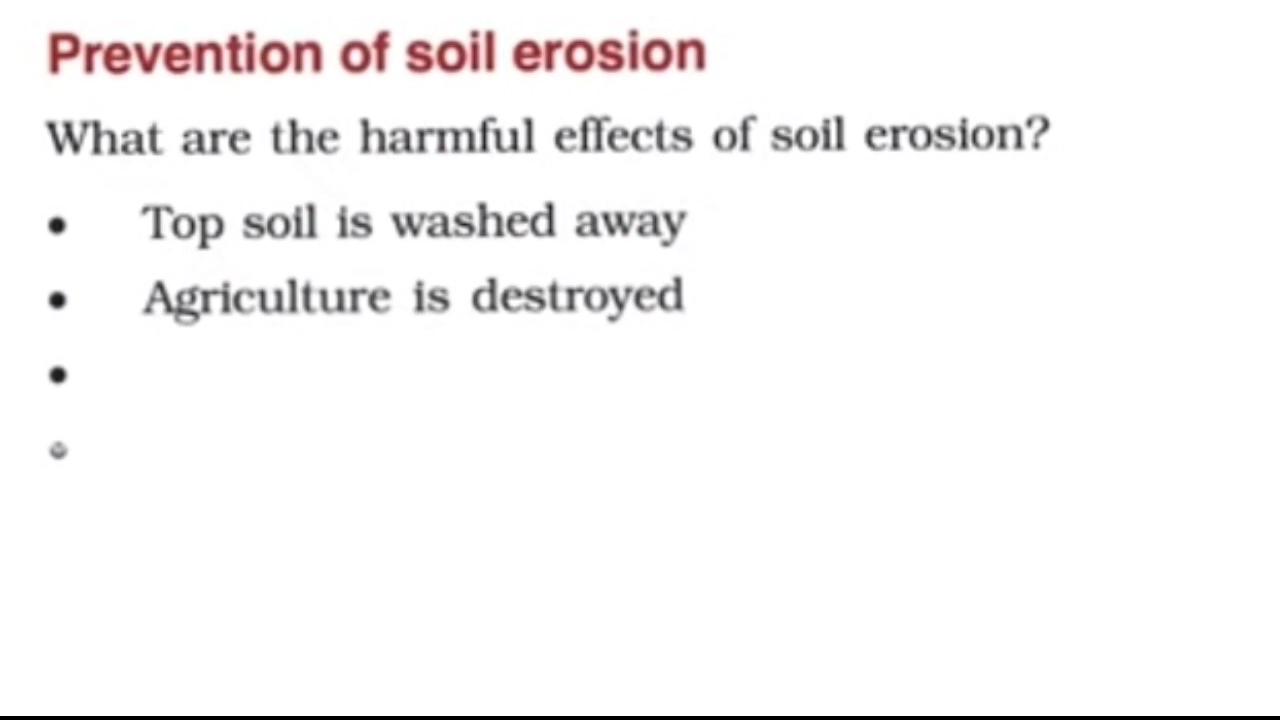 Prevention of soil erosion
What are the harmful effects of soil erosion?
• Top soil is washed away
• Agriculture is destroyed
•
•